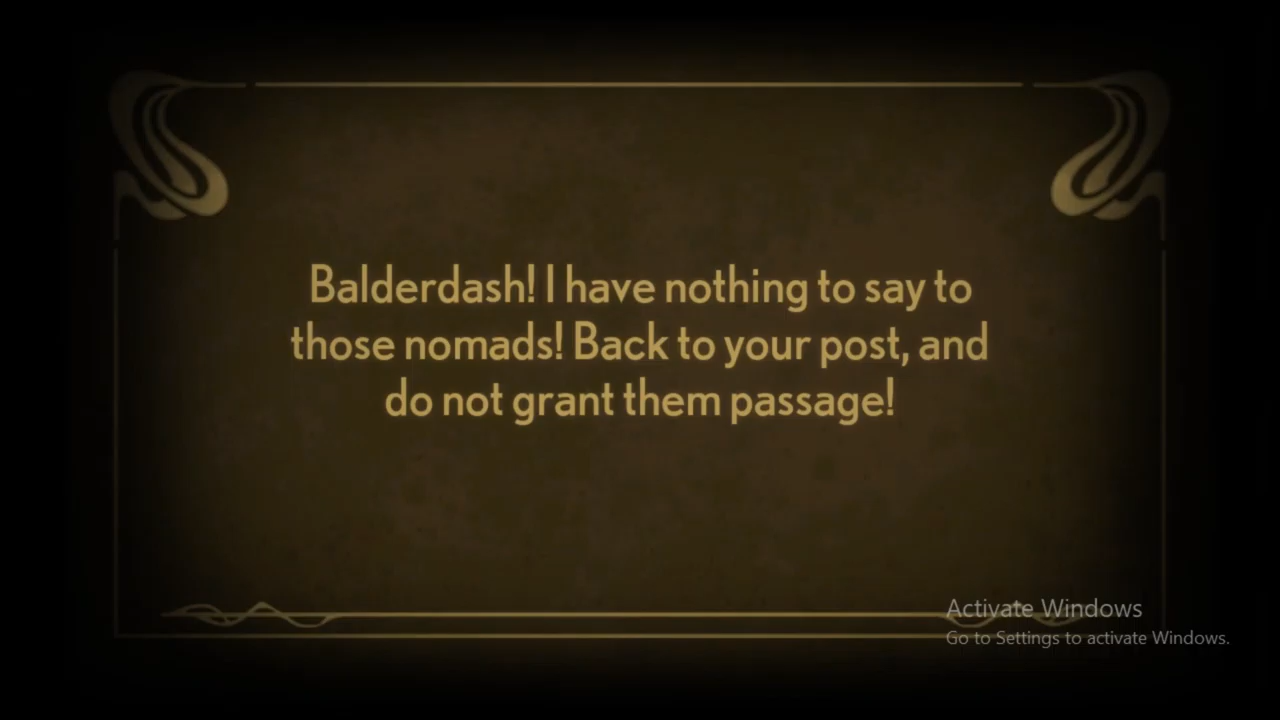 Balderdash! I have nothing to say to
those nomads! Back to your post, and
do not grant them passage!
Activate Windows
Go to Settings to activate Windows.